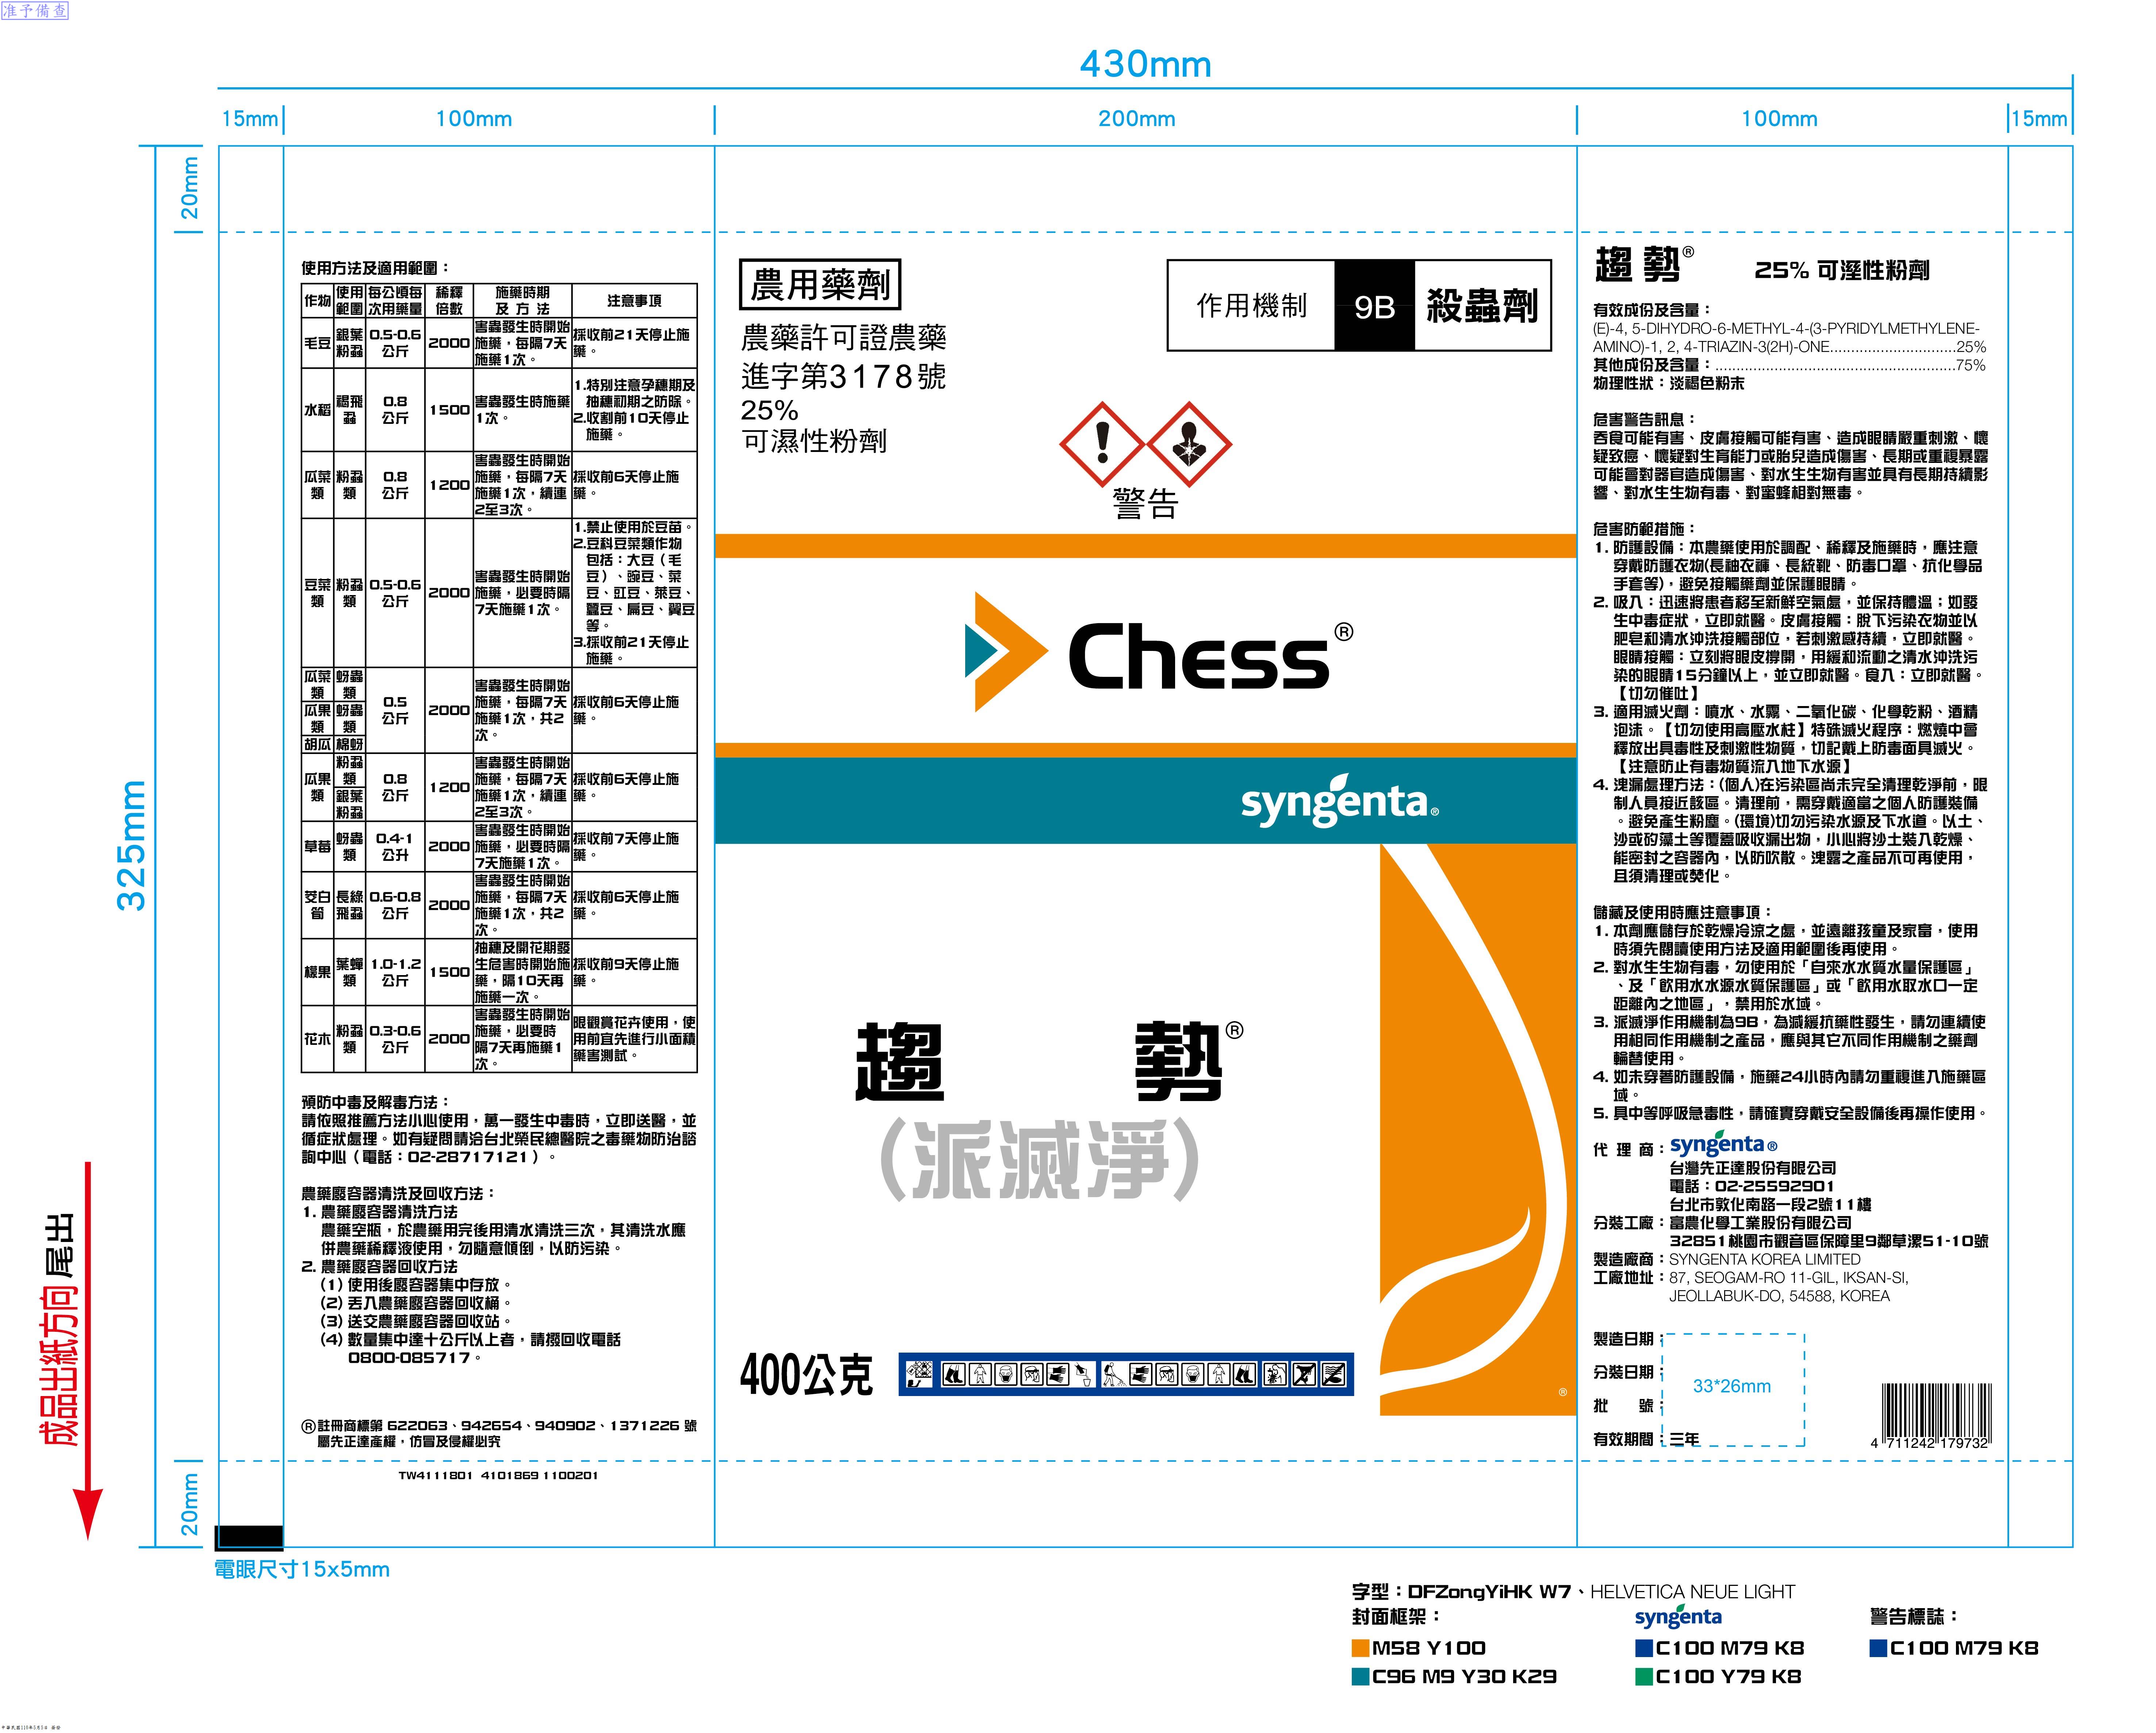 准予備查
430mm
15mm
100mm
200mm
100mm
15mm
20mm
325mm
20mm
成品出紙方向 尾出
電眼尺寸15x5mm
使用方法及適用範圍：
作物 使用範圍 每公頃每次用藥量 稀釋倍數 施藥時期及方法 注意事項
毛豆 銀葉粉蝨 0.5-0.6公斤 2000 害蟲發生時開始施藥，每隔7天施藥1次。 採收前21天停止施藥。
水稻 褐飛蝨 0.8公斤 1500 害蟲發生時施藥1次。 1.特別注意孕穗期及抽穗初期之防除。 2.收割前10天停止施藥。
瓜菜類 粉蝨類 0.8公斤 1200 害蟲發生時開始施藥，每隔7天施藥1次，續連2至3次。 採收前6天停止施藥。
豆菜類 粉蝨類 0.5-0.6公斤 2000 害蟲發生時開始施藥，必要時隔7天施藥1次。 1.禁止使用於豆苗。 2.豆科豆菜類作物包括：大豆（毛豆）、豌豆、菜豆、豇豆、萊豆、蠶豆、扁豆、翼豆等。 3.採收前21天停止施藥。
瓜菜類 蚜蟲類 0.5公斤 2000 害蟲發生時開始施藥，每隔7天施藥1次，共2次。 採收前6天停止施藥。
瓜果類 蚜蟲類
胡瓜 棉蚜
瓜果類 粉蝨類 銀葉粉蝨 0.8公斤 1200 害蟲發生時開始施藥，每隔7天施藥1次，續連2至3次。 採收前6天停止施藥。
草莓 蚜蟲類 0.4-1公升 2000 害蟲發生時開始施藥，必要時隔7天施藥1次。 採收前7天停止施藥。
茭白筍 長綠飛蝨 0.6-0.8公斤 2000 害蟲發生時開始施藥，每隔7天施藥1次，共2次。 採收前6天停止施藥。
檬果 葉蟬類 1.0-1.2公斤 1500 抽穗及開花期發生危害時開始施藥，隔10天再施藥一次。 採收前9天停止施藥。
花木 粉蝨類 0.3-0.6公斤 2000 害蟲發生時開始施藥，必要時隔7天再施藥1次。 限觀賞花卉使用，使用前宜先進行小面積藥害測試。
預防中毒及解毒方法：
請依照推薦方法小心使用，萬一發生中毒時，立即送醫，並
循症狀處理。如有疑問請洽台北榮民總醫院之毒藥物防治諮
詢中心（電話：02-28717121）。
農藥廢容器清洗及回收方法：
1. 農藥廢容器清洗方法
農藥空瓶，於農藥用完後用清水清洗三次，其清洗水應
併農藥稀釋液使用，勿隨意傾倒，以防污染。
2. 農藥廢容器回收方法
(1) 使用後廢容器集中存放。
(2) 丟入農藥廢容器回收桶。
(3) 送交農藥廢容器回收站。
(4) 數量集中達十公斤以上者，請撥回收電話
0800-085717。
®註冊商標第 622063、942654、940902、1371226 號
屬先正達產權，仿冒及侵權必究
TW4111801 4101869 1100201
農用藥劑
農藥許可證農藥
進字第3178號
25%
可濕性粉劑
作用機制 9B 殺蟲劑
警告
Chess®
syngenta®
趨 勢®
(派滅淨)
400公克
®
趨勢® 25% 可溼性粉劑
有效成份及含量：
(E)-4, 5-DIHYDRO-6-METHYL-4-(3-PYRIDYLMETHYLENE-
AMINO)-1, 2, 4-TRIAZIN-3(2H)-ONE..............................25%
其他成份及含量：.........................................................75%
物理性狀：淡褐色粉末
危害警告訊息：
吞食可能有害、皮膚接觸可能有害、造成眼睛嚴重刺激、懷
疑致癌、懷疑對生育能力或胎兒造成傷害、長期或重複暴露
可能會對器官造成傷害、對水生生物有害並具有長期持續影
響、對水生生物有毒、對蜜蜂相對無毒。
危害防範措施：
1. 防護設備：本農藥使用於調配、稀釋及施藥時，應注意
穿戴防護衣物(長袖衣褲、長統靴、防毒口罩、抗化學品
手套等)，避免接觸藥劑並保護眼睛。
2. 吸入：迅速將患者移至新鮮空氣處，並保持體溫；如發
生中毒症狀，立即就醫。皮膚接觸：脫下污染衣物並以
肥皂和清水沖洗接觸部位，若刺激感持續，立即就醫。
眼睛接觸：立刻將眼皮撐開，用緩和流動之清水沖洗污
染的眼睛15分鐘以上，並立即就醫。食入：立即就醫。
【切勿催吐】
3. 適用滅火劑：噴水、水霧、二氧化碳、化學乾粉、酒精
泡沫。【切勿使用高壓水柱】特殊滅火程序：燃燒中會
釋放出具毒性及刺激性物質，切記戴上防毒面具滅火。
【注意防止有毒物質流入地下水源】
4. 洩漏處理方法：(個人)在污染區尚未完全清理乾淨前，限
制人員接近該區。清理前，需穿戴適當之個人防護裝備
。避免產生粉塵。(環境)切勿污染水源及下水道。以土、
沙或矽藻土等覆蓋吸收漏出物，小心將沙土裝入乾燥、
能密封之容器內，以防吹散。洩露之產品不可再使用，
且須清理或焚化。
儲藏及使用時應注意事項：
1. 本劑應儲存於乾燥冷涼之處，並遠離孩童及家畜，使用
時須先閱讀使用方法及適用範圍後再使用。
2. 對水生生物有毒，勿使用於「自來水水質水量保護區」
、及「飲用水水源水質保護區」或「飲用水取水口一定
距離內之地區」，禁用於水域。
3. 派滅淨作用機制為9B，為減緩抗藥性發生，請勿連續使
用相同作用機制之產品，應與其它不同作用機制之藥劑
輪替使用。
4. 如未穿著防護設備，施藥24小時內請勿重複進入施藥區
域。
5. 具中等呼吸急毒性，請確實穿戴安全設備後再操作使用。
代 理 商：syngenta®
台灣先正達股份有限公司
電話：02-25592901
台北市敦化南路一段2號11樓
分裝工廠：富農化學工業股份有限公司
32851桃園市觀音區保障里9鄰草漯51-10號
製造廠商：SYNGENTA KOREA LIMITED
工廠地址：87, SEOGAM-RO 11-GIL, IKSAN-SI,
JEOLLABUK-DO, 54588, KOREA
製造日期：
分裝日期：
批 號：
有效期間：三年
33*26mm
4 711242 179732
字型：DFZongYiHK W7、HELVETICA NEUE LIGHT
封面框架： syngenta 警告標誌：
M58 Y100 C100 M79 K8 C100 M79 K8
C96 M9 Y30 K29 C100 Y79 K8